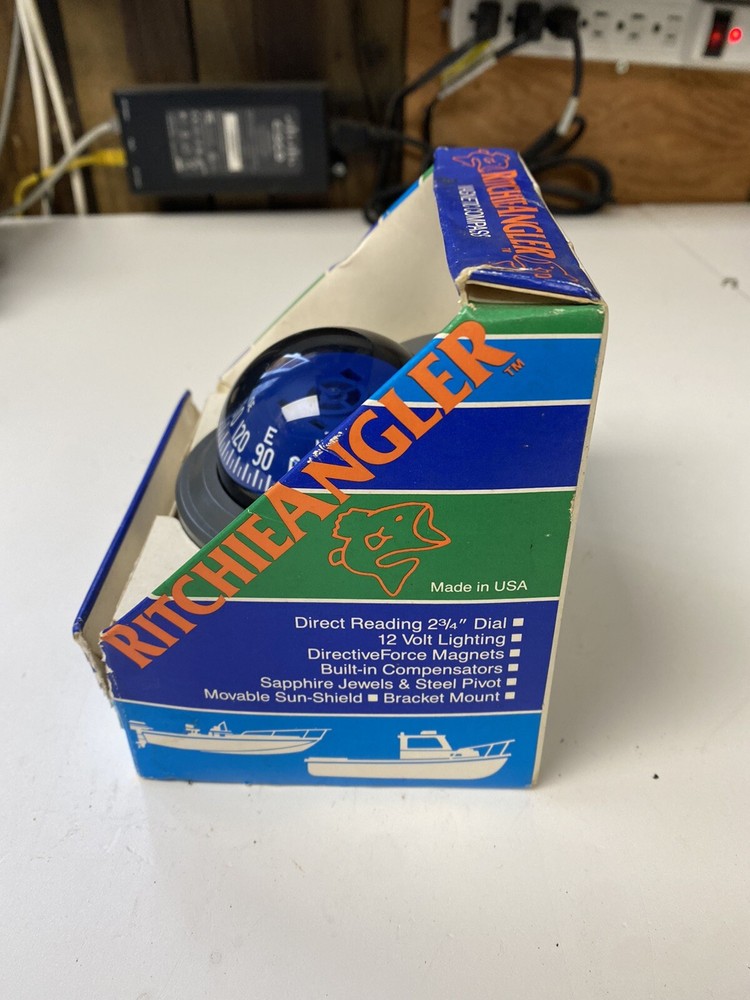 RITCHIEANGLER
MAGNETIC COMPASS
RITCHIEANGLER™
120
E
90
Made in USA
Direct Reading 2¾" Dial ■
12 Volt Lighting ■
DirectiveForce Magnets ■
Built-in Compensators ■
Sapphire Jewels & Steel Pivot ■
Movable Sun-Shield ■ Bracket Mount ■